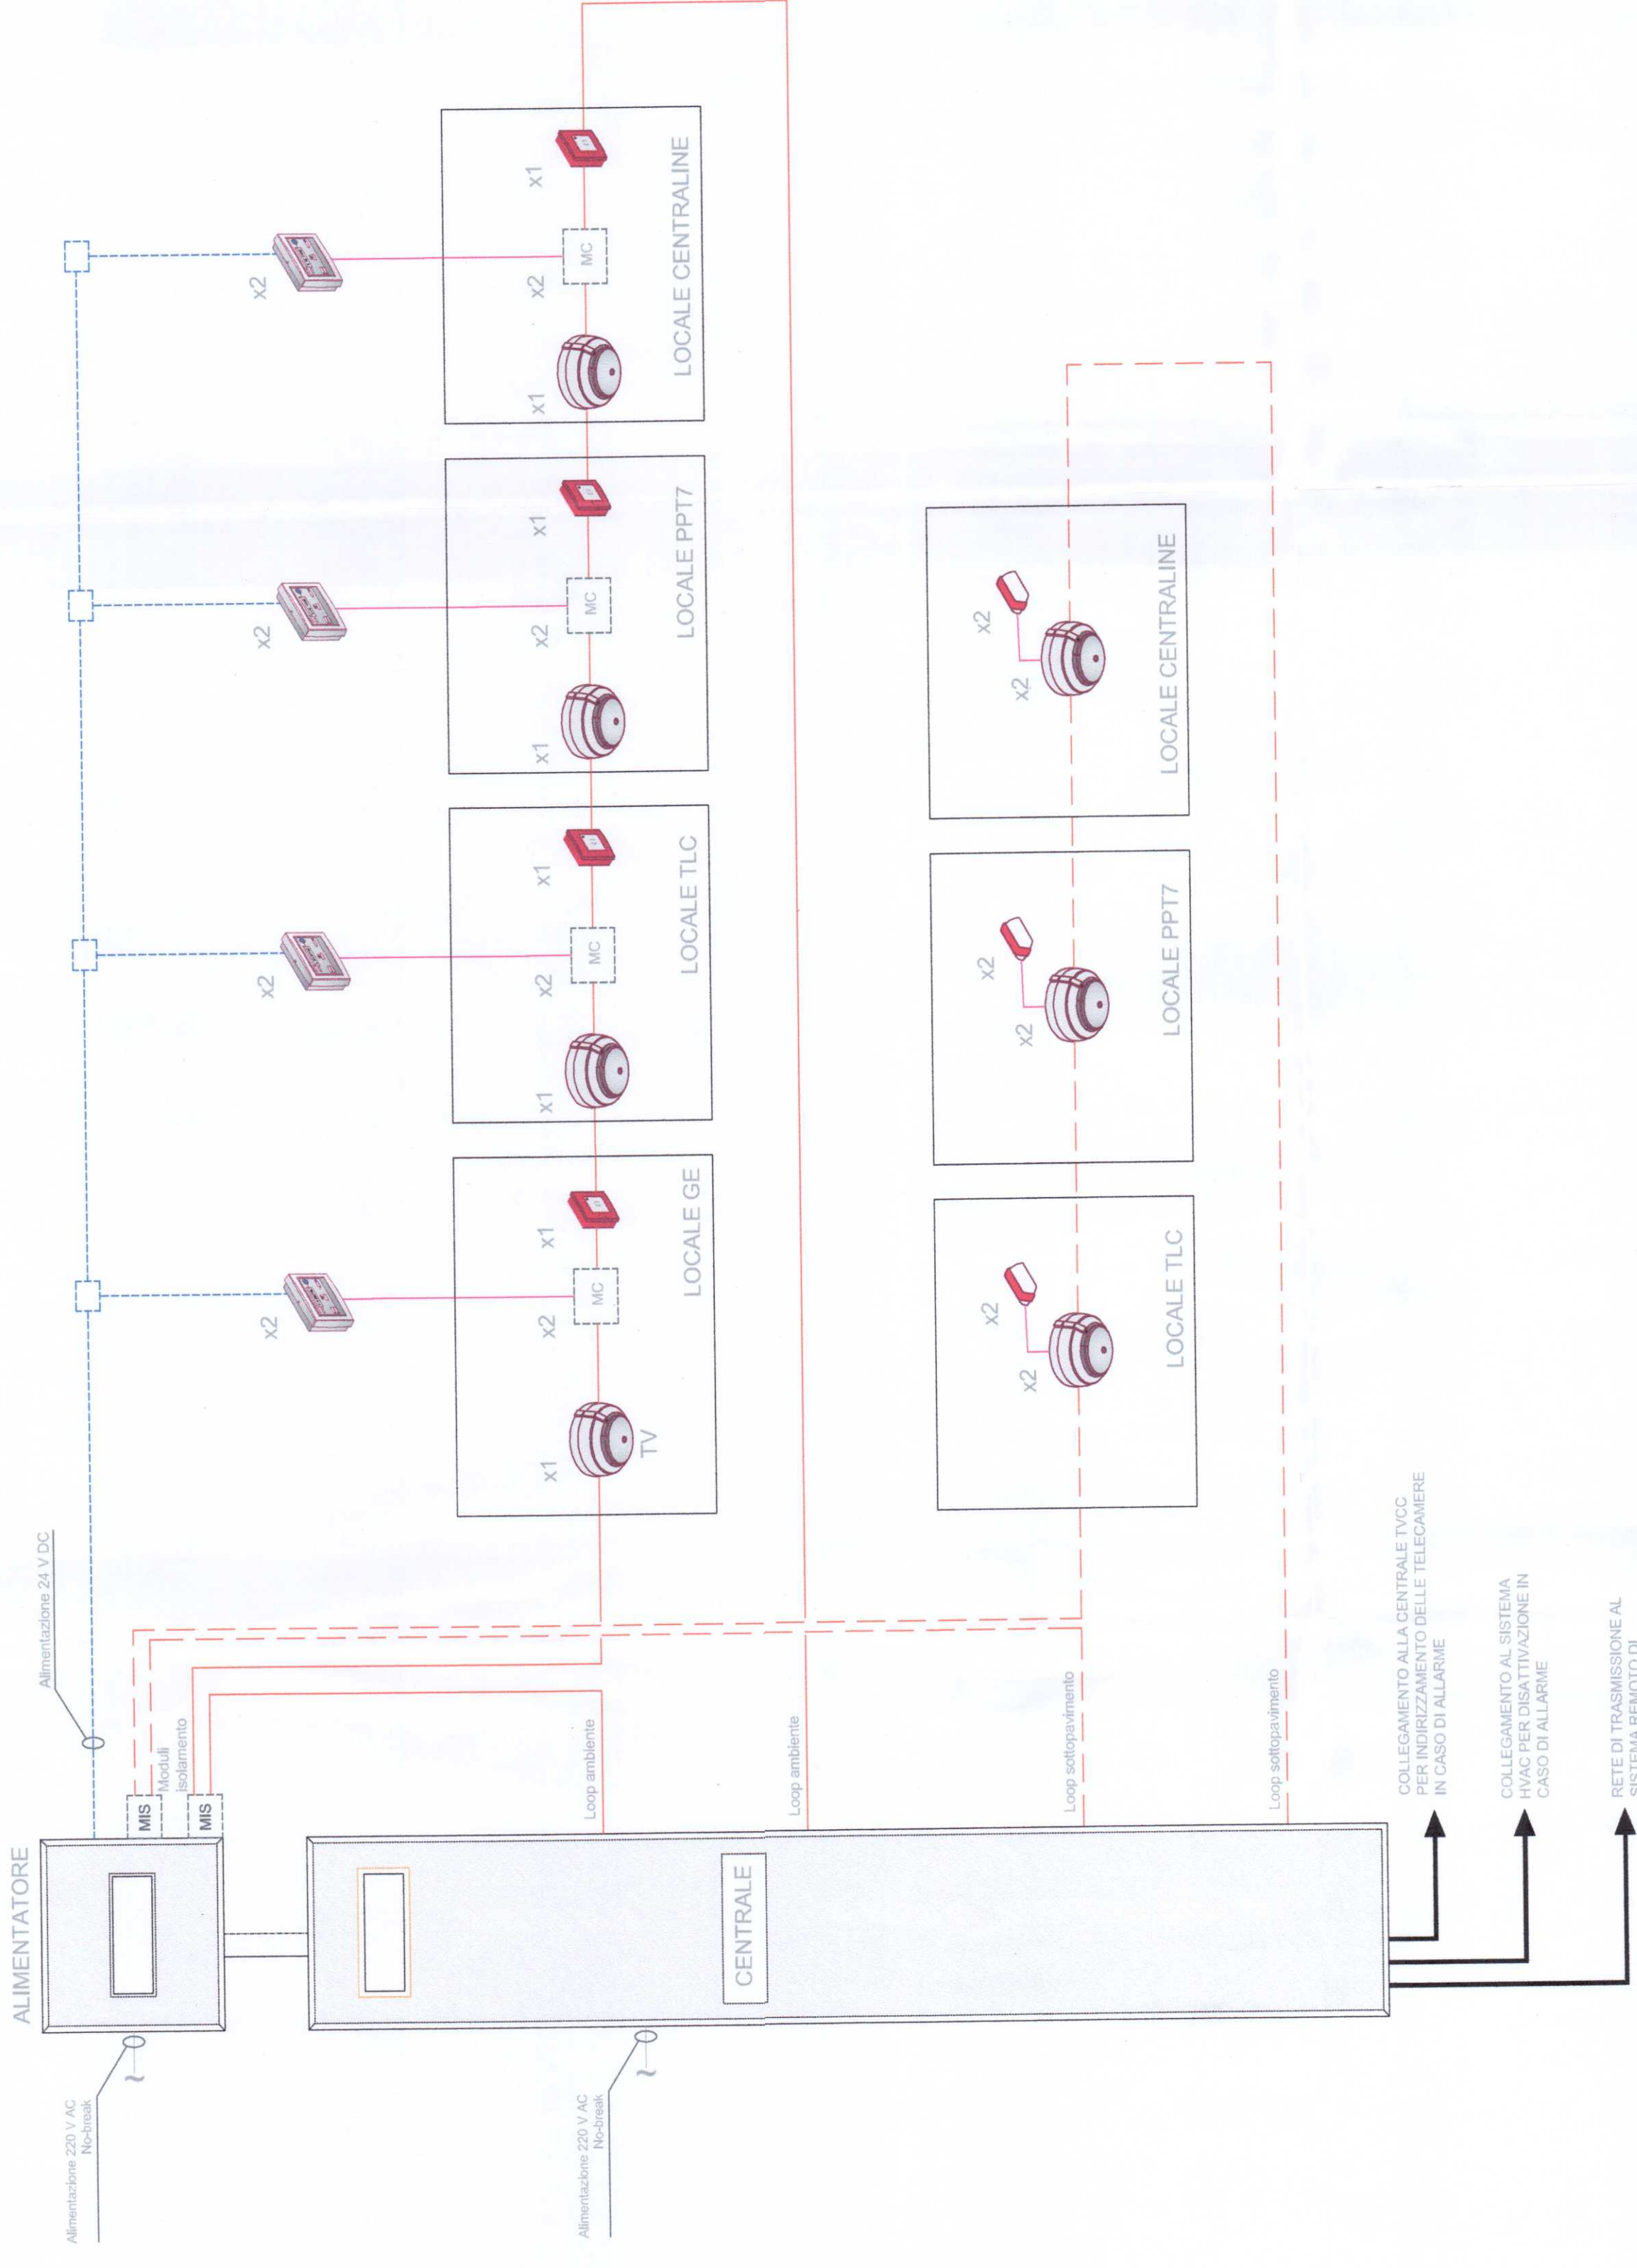 ALIMENTATORE
Alimentazione 220 V AC
No-break
Alimentazione 24 V DC
MIS
Moduli
isolamento
MIS
CENTRALE
Alimentazione 220 V AC
No-break
Loop ambiente
Loop ambiente
Loop sottopavimento
Loop sottopavimento
x2
x2
x2
x2
x1
TV
x2
MC
x1
LOCALE GE
x1
x2
MC
x1
LOCALE TLC
x1
x2
MC
x1
LOCALE PPT7
x1
x2
MC
x1
LOCALE CENTRALINE
x2
x2
LOCALE TLC
x2
x2
LOCALE PPT7
x2
x2
LOCALE CENTRALINE
COLLEGAMENTO ALLA CENTRALE TVCC
PER INDIRIZZAMENTO DELLE TELECAMERE
IN CASO DI ALLARME
COLLEGAMENTO AL SISTEMA
HVAC PER DISATTIVAZIONE IN
CASO DI ALLARME
RETE DI TRASMISSIONE AL
SISTEMA REMOTO DI